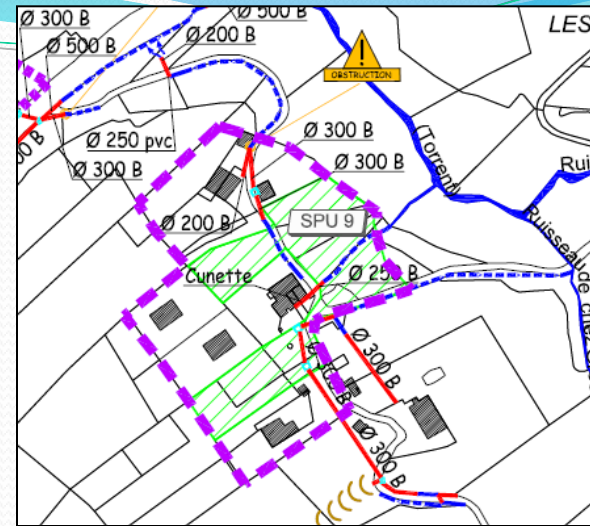 Ø 300 B
Ø 500 B
LES
Ø 500 B
Ø 200 B
!
OBSTRUCTION
Ø 250 pvc
Ø 300 B
Ø 300 B
Ø 300 B
(Torrent)
Rui
Ø 200 B
SPU 9
Ruisseau de chez
Cunette
Ø 250 B
Ø 300 B
Ø 300 B